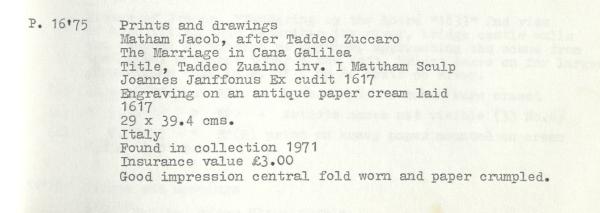 P. 16'75 Prints and drawings
Matham Jacob, after Taddeo Zuccaro
The Marriage in Cana Galilea
Title, Taddeo Zuaino inv. I Mattham Sculp
Joannes Janffonus Ex cudit 1617
Engraving on an antique paper cream laid
1617
29 x 39.4 cms.
Italy
Found in collection 1971
Insurance value £3.00
Good impression central fold worn and paper crumpled.